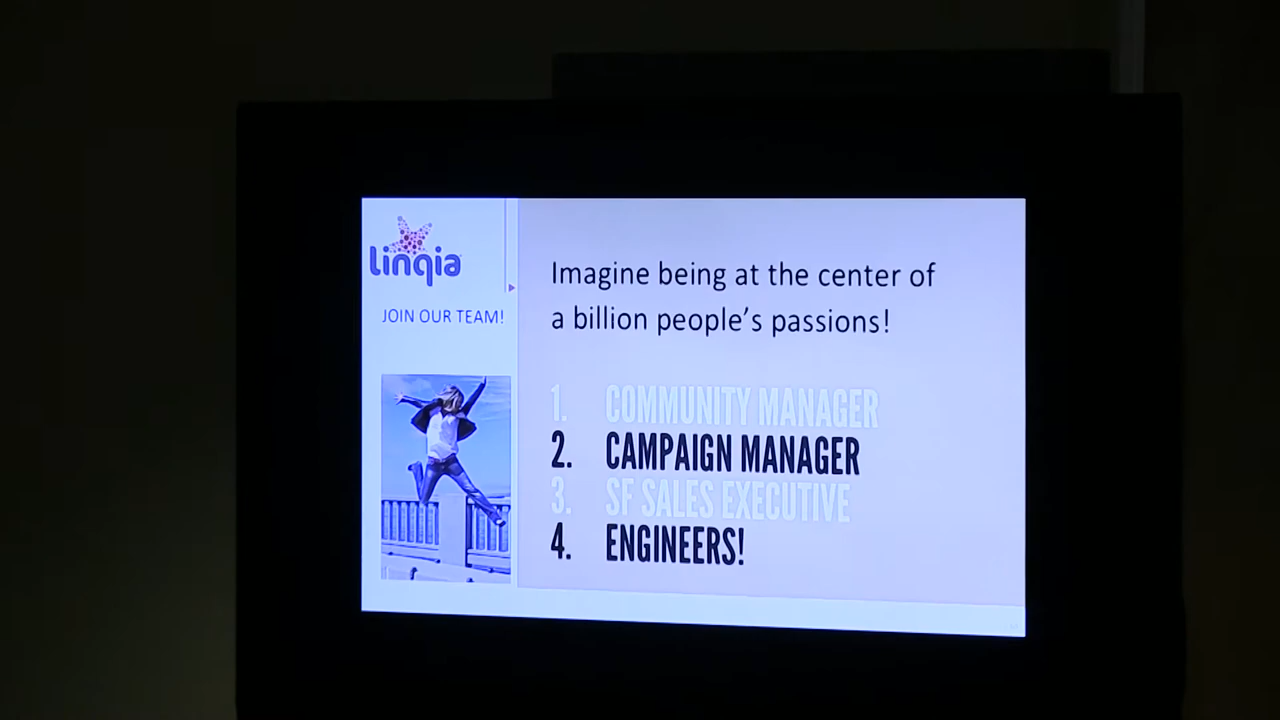 linqia
JOIN OUR TEAM!
Imagine being at the center of
a billion people's passions!
1. COMMUNITY MANAGER
2. CAMPAIGN MANAGER
3. SF SALES EXECUTIVE
4. ENGINEERS!